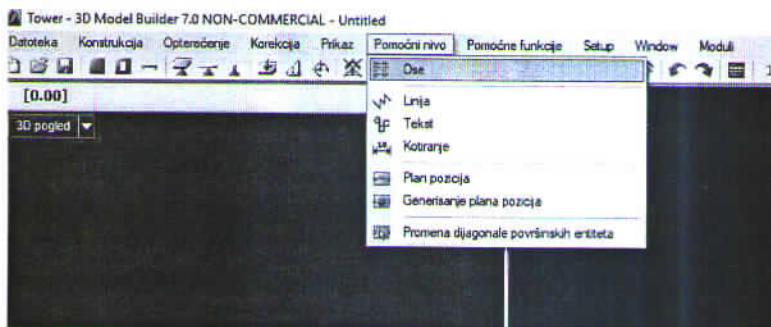 Tower - 3D Model Builder 7.0 NON-COMMERCIAL - Untitled
Datoteka Konstrukcija Opterećenje Korekcija Prikaz Pomoćni nivo Pomoćne funkcije Setup Window Moduli
[0.00]
3D pogled
Ose
Linija
Tekst
Kotiranje
Plan pozicija
Generisanje plana pozicija
Promena dijagonale površinskih entiteta